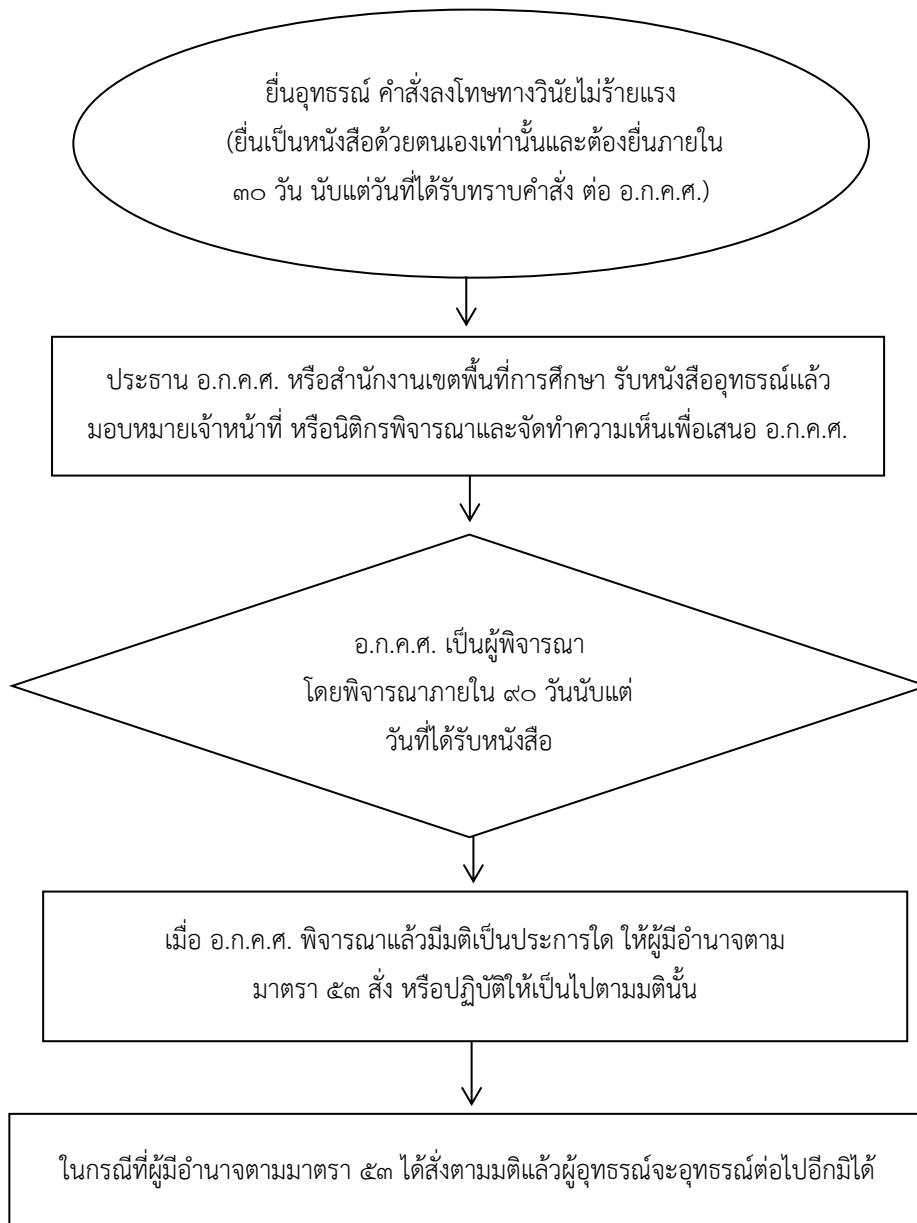 ยื่นอุทธรณ์ คำสั่งลงโทษทางวินัยไม่ร้ายแรง
(ยื่นเป็นหนังสือด้วยตนเองเท่านั้นและต้องยื่นภายใน
๓๐ วัน นับแต่วันที่ได้รับทราบคำสั่ง ต่อ อ.ก.ค.ศ.)
ประธาน อ.ก.ค.ศ. หรือสำนักงานเขตพื้นที่การศึกษา รับหนังสืออุทธรณ์แล้ว
มอบหมายเจ้าหน้าที่ หรือนิติกรพิจารณาและจัดทำความเห็นเพื่อเสนอ อ.ก.ค.ศ.
อ.ก.ค.ศ. เป็นผู้พิจารณา
โดยพิจารณาภายใน ๙๐ วันนับแต่
วันที่ได้รับหนังสือ
เมื่อ อ.ก.ค.ศ. พิจารณาแล้วมีมติเป็นประการใด ให้ผู้มีอำนาจตาม
มาตรา ๕๓ สั่ง หรือปฏิบัติให้เป็นไปตามมตินั้น
ในกรณีที่ผู้มีอำนาจตามมาตรา ๕๓ ได้สั่งตามมติแล้วผู้อุทธรณ์จะอุทธรณ์ต่อไปอีกมิได้